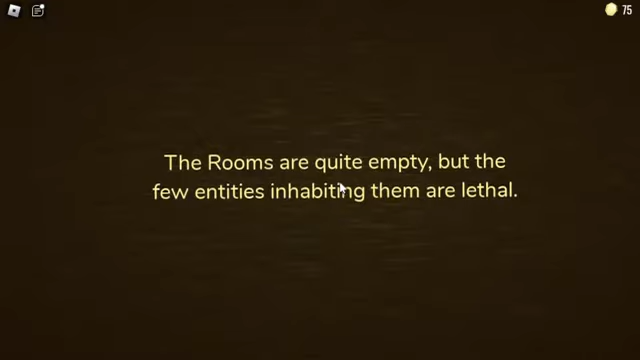 75
The Rooms are quite empty, but the
few entities inhabiting them are lethal.